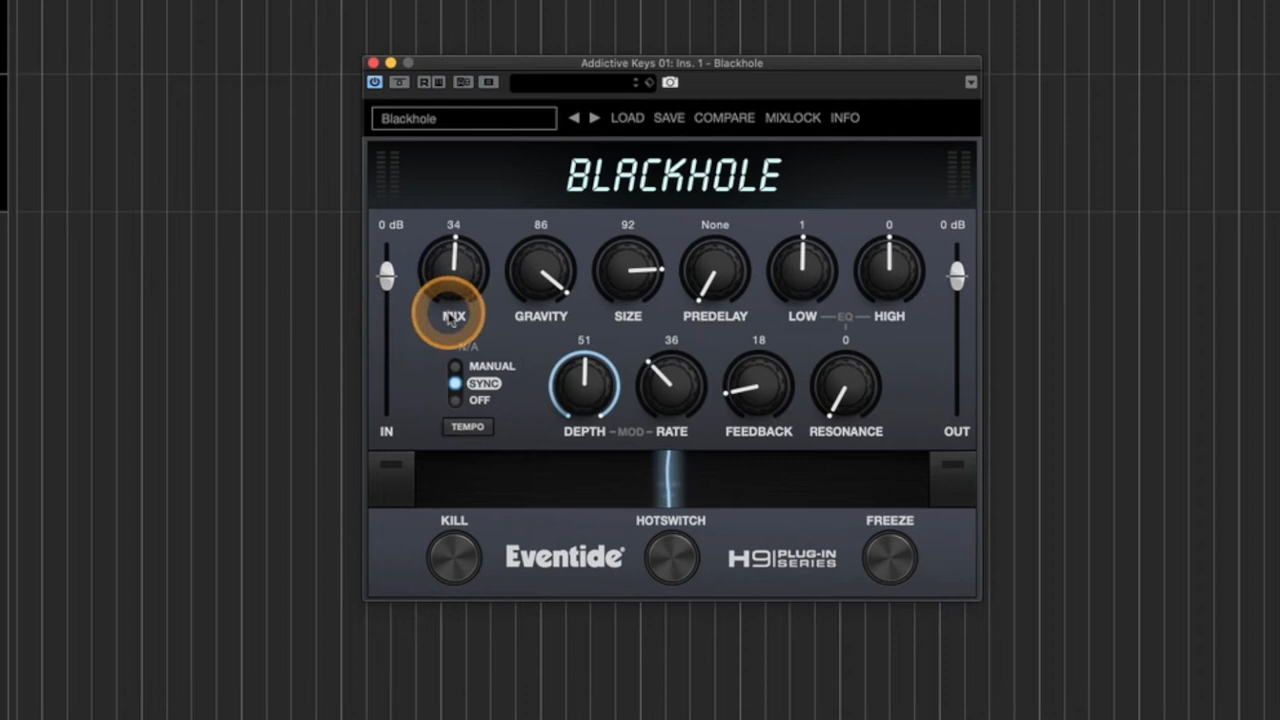 Addictive Keys 01: Ins. 1 - Blackhole
R W
Blackhole
LOAD SAVE COMPARE MIXLOCK INFO
BLACKHOLE
0 dB 34 86 92 None 1 0 0 dB
MIX GRAVITY SIZE PREDELAY LOW EQ HIGH
N/A 51 36 18 0
MANUAL
SYNC
OFF
TEMPO
IN DEPTH MOD RATE FEEDBACK RESONANCE OUT
KILL HOTSWITCH FREEZE
Eventide® H9 PLUG-IN SERIES